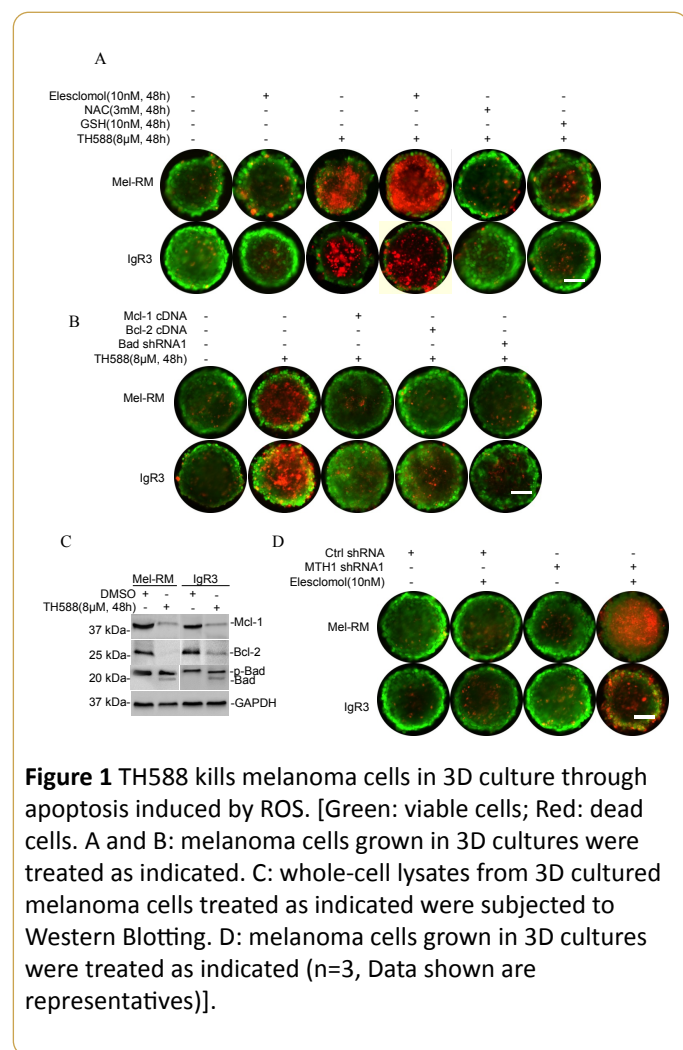 A
Elesclomol(10nM, 48h) - + - + - -
NAC(3mM, 48h) - - - - + -
GSH(10nM, 48h) - - - - - +
TH588(8μM, 48h) - - + + + +
Mel-RM
IgR3
B
Mcl-1 cDNA - - + - -
Bcl-2 cDNA - - - + -
Bad shRNA1 - - - - +
TH588(8μM, 48h) - + + + +
Mel-RM
IgR3
C
Mel-RM IgR3
DMSO + - + -
TH588(8μM, 48h) - + - +
37 kDa- -Mcl-1
25 kDa- -Bcl-2
-p-Bad
20 kDa- -Bad
37 kDa- -GAPDH
D
Ctrl shRNA + + - -
MTH1 shRNA1 - - + +
Elesclomol(10nM) - + - +
Mel-RM
IgR3
Figure 1 TH588 kills melanoma cells in 3D culture through
apoptosis induced by ROS. [Green: viable cells; Red: dead
cells. A and B: melanoma cells grown in 3D cultures were
treated as indicated. C: whole-cell lysates from 3D cultured
melanoma cells treated as indicated were subjected to
Western Blotting. D: melanoma cells grown in 3D cultures
were treated as indicated (n=3, Data shown are
representatives)].